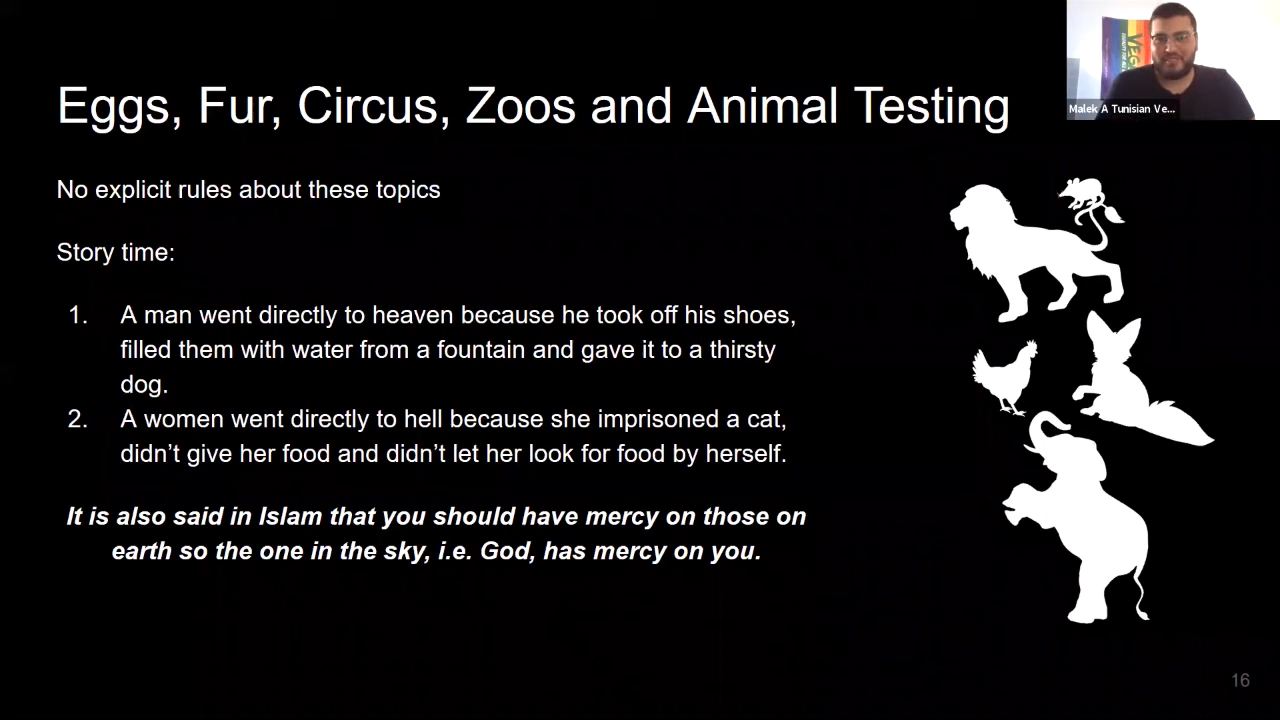 Eggs, Fur, Circus, Zoos and Animal Testing
Malek A Tunisian Ve...
No explicit rules about these topics
Story time:
1. A man went directly to heaven because he took off his shoes,
filled them with water from a fountain and gave it to a thirsty
dog.
2. A women went directly to hell because she imprisoned a cat,
didn’t give her food and didn’t let her look for food by herself.
It is also said in Islam that you should have mercy on those on
earth so the one in the sky, i.e. God, has mercy on you.
16